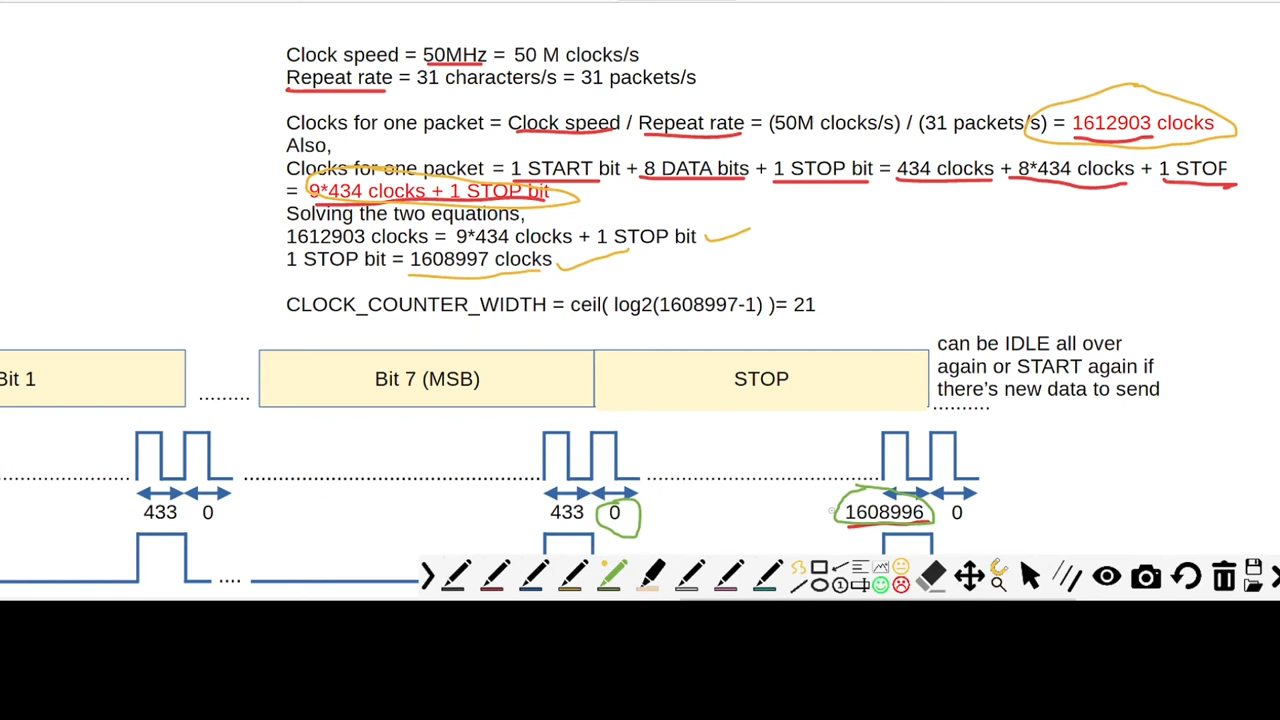 Clock speed = 50MHz = 50 M clocks/s
Repeat rate = 31 characters/s = 31 packets/s
Clocks for one packet = Clock speed / Repeat rate = (50M clocks/s) / (31 packets/s) = 1612903 clocks
Also,
Clocks for one packet = 1 START bit + 8 DATA bits + 1 STOP bit = 434 clocks + 8*434 clocks + 1 STOP
= 9*434 clocks + 1 STOP bit
Solving the two equations,
1612903 clocks = 9*434 clocks + 1 STOP bit
1 STOP bit = 1608997 clocks
CLOCK_COUNTER_WIDTH = ceil( log2(1608997-1) )= 21
can be IDLE all over
again or START again if
there's new data to send
..........
Bit 1 ......... Bit 7 (MSB) STOP
433 0 433 0 1608996 0
....